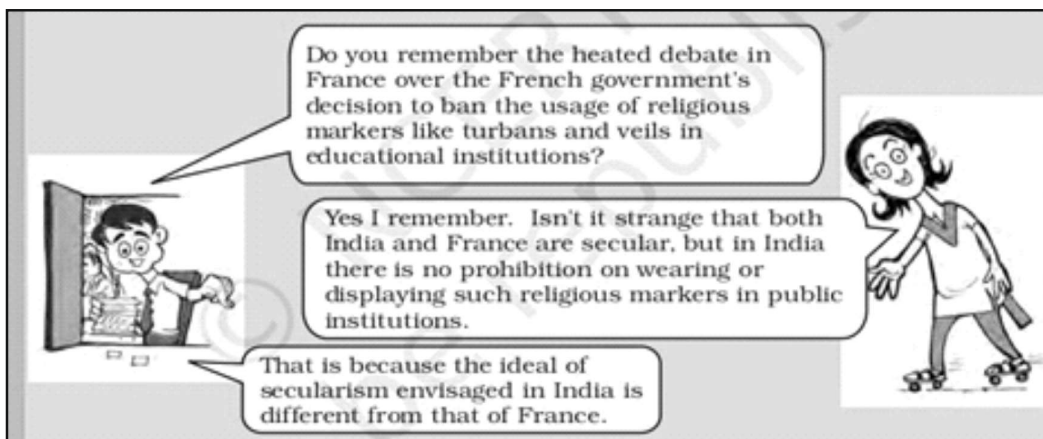 Do you remember the heated debate in
France over the French government's
decision to ban the usage of religious
markers like turbans and veils in
educational institutions?
Yes I remember. Isn't it strange that both
India and France are secular, but in India
there is no prohibition on wearing or
displaying such religious markers in public
institutions.
That is because the ideal of
secularism envisaged in India is
different from that of France.